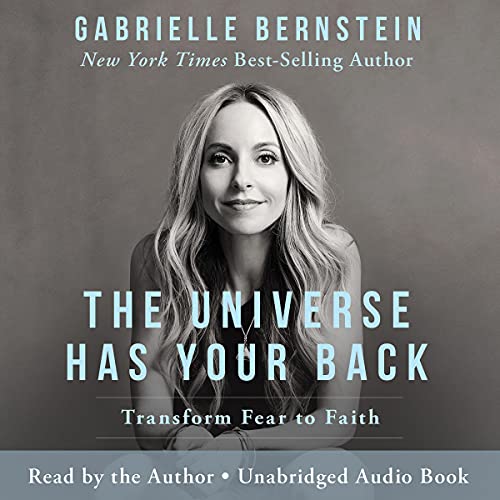 GABRIELLE BERNSTEIN
New York Times Best-Selling Author
THE UNIVERSE
HAS YOUR BACK
Transform Fear to Faith
Read by the Author • Unabridged Audio Book